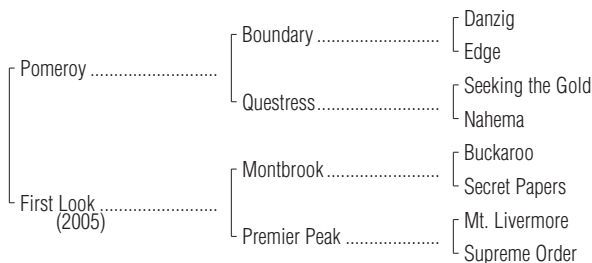 Danzig
Boundary ......................
Edge
Pomeroy .......................
Seeking the Gold
Questress......................
Nahema
Buckaroo
Montbrook ......................
Secret Papers
First Look .....................
(2005)
Mt. Livermore
Premier Peak .................
Supreme Order